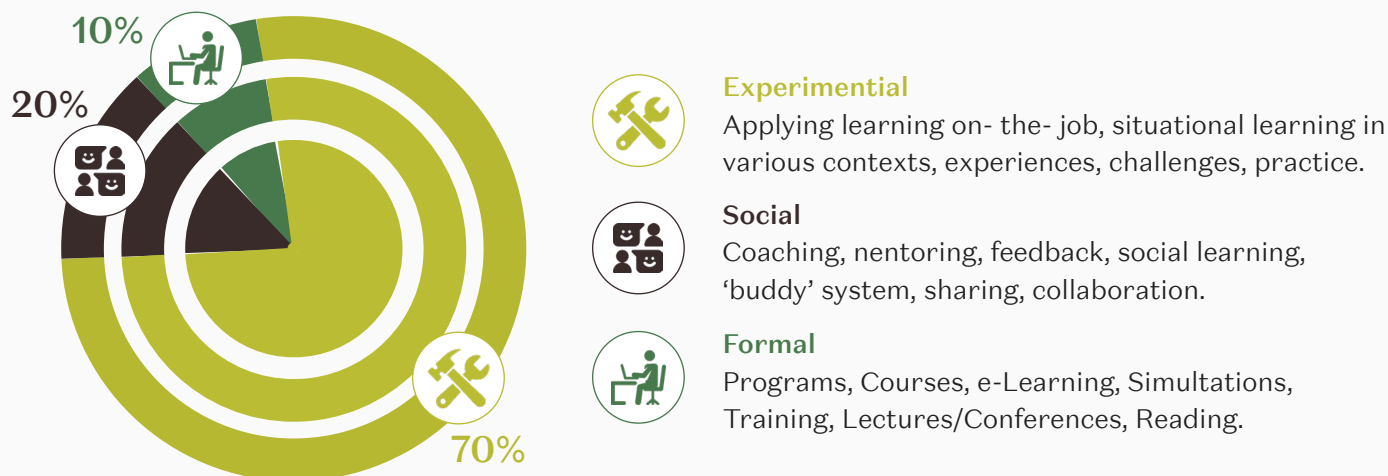 10%
20%
70%
Experimential
Applying learning on- the- job, situational learning in
various contexts, experiences, challenges, practice.
Social
Coaching, nentoring, feedback, social learning,
‘buddy’ system, sharing, collaboration.
Formal
Programs, Courses, e-Learning, Simultations,
Training, Lectures/Conferences, Reading.